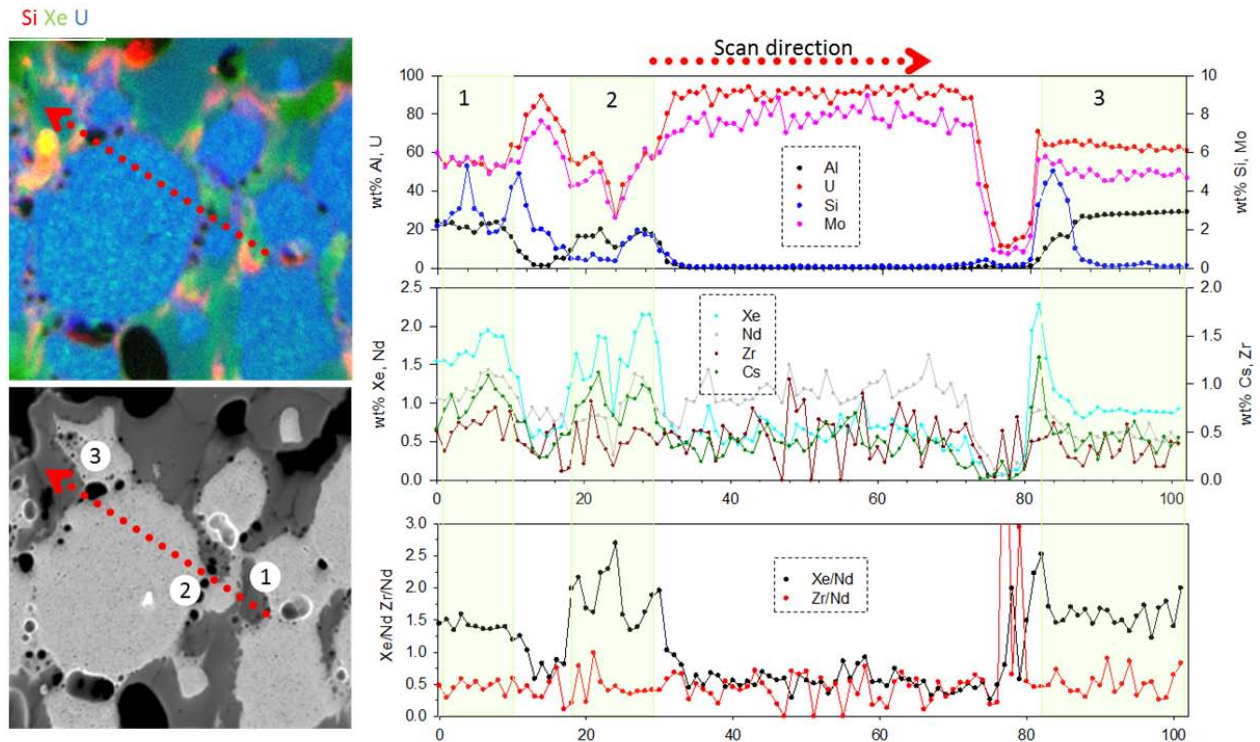 Si Xe U
3
2
1
Scan direction
1
2
3
100
80
60
40
20
0
wt% Al, U
10
8
6
4
2
0
wt% Si, Mo
Al
U
Si
Mo
2.5
2.0
1.5
1.0
0.5
0.0
wt% Xe, Nd
2.0
1.5
1.0
0.5
0.0
wt% Cs, Zr
Xe
Nd
Zr
Cs
0
20
40
60
80
100
3.0
2.5
2.0
1.5
1.0
0.5
0.0
Xe/Nd Zr/Nd
Xe/Nd
Zr/Nd
0
20
40
60
80
100